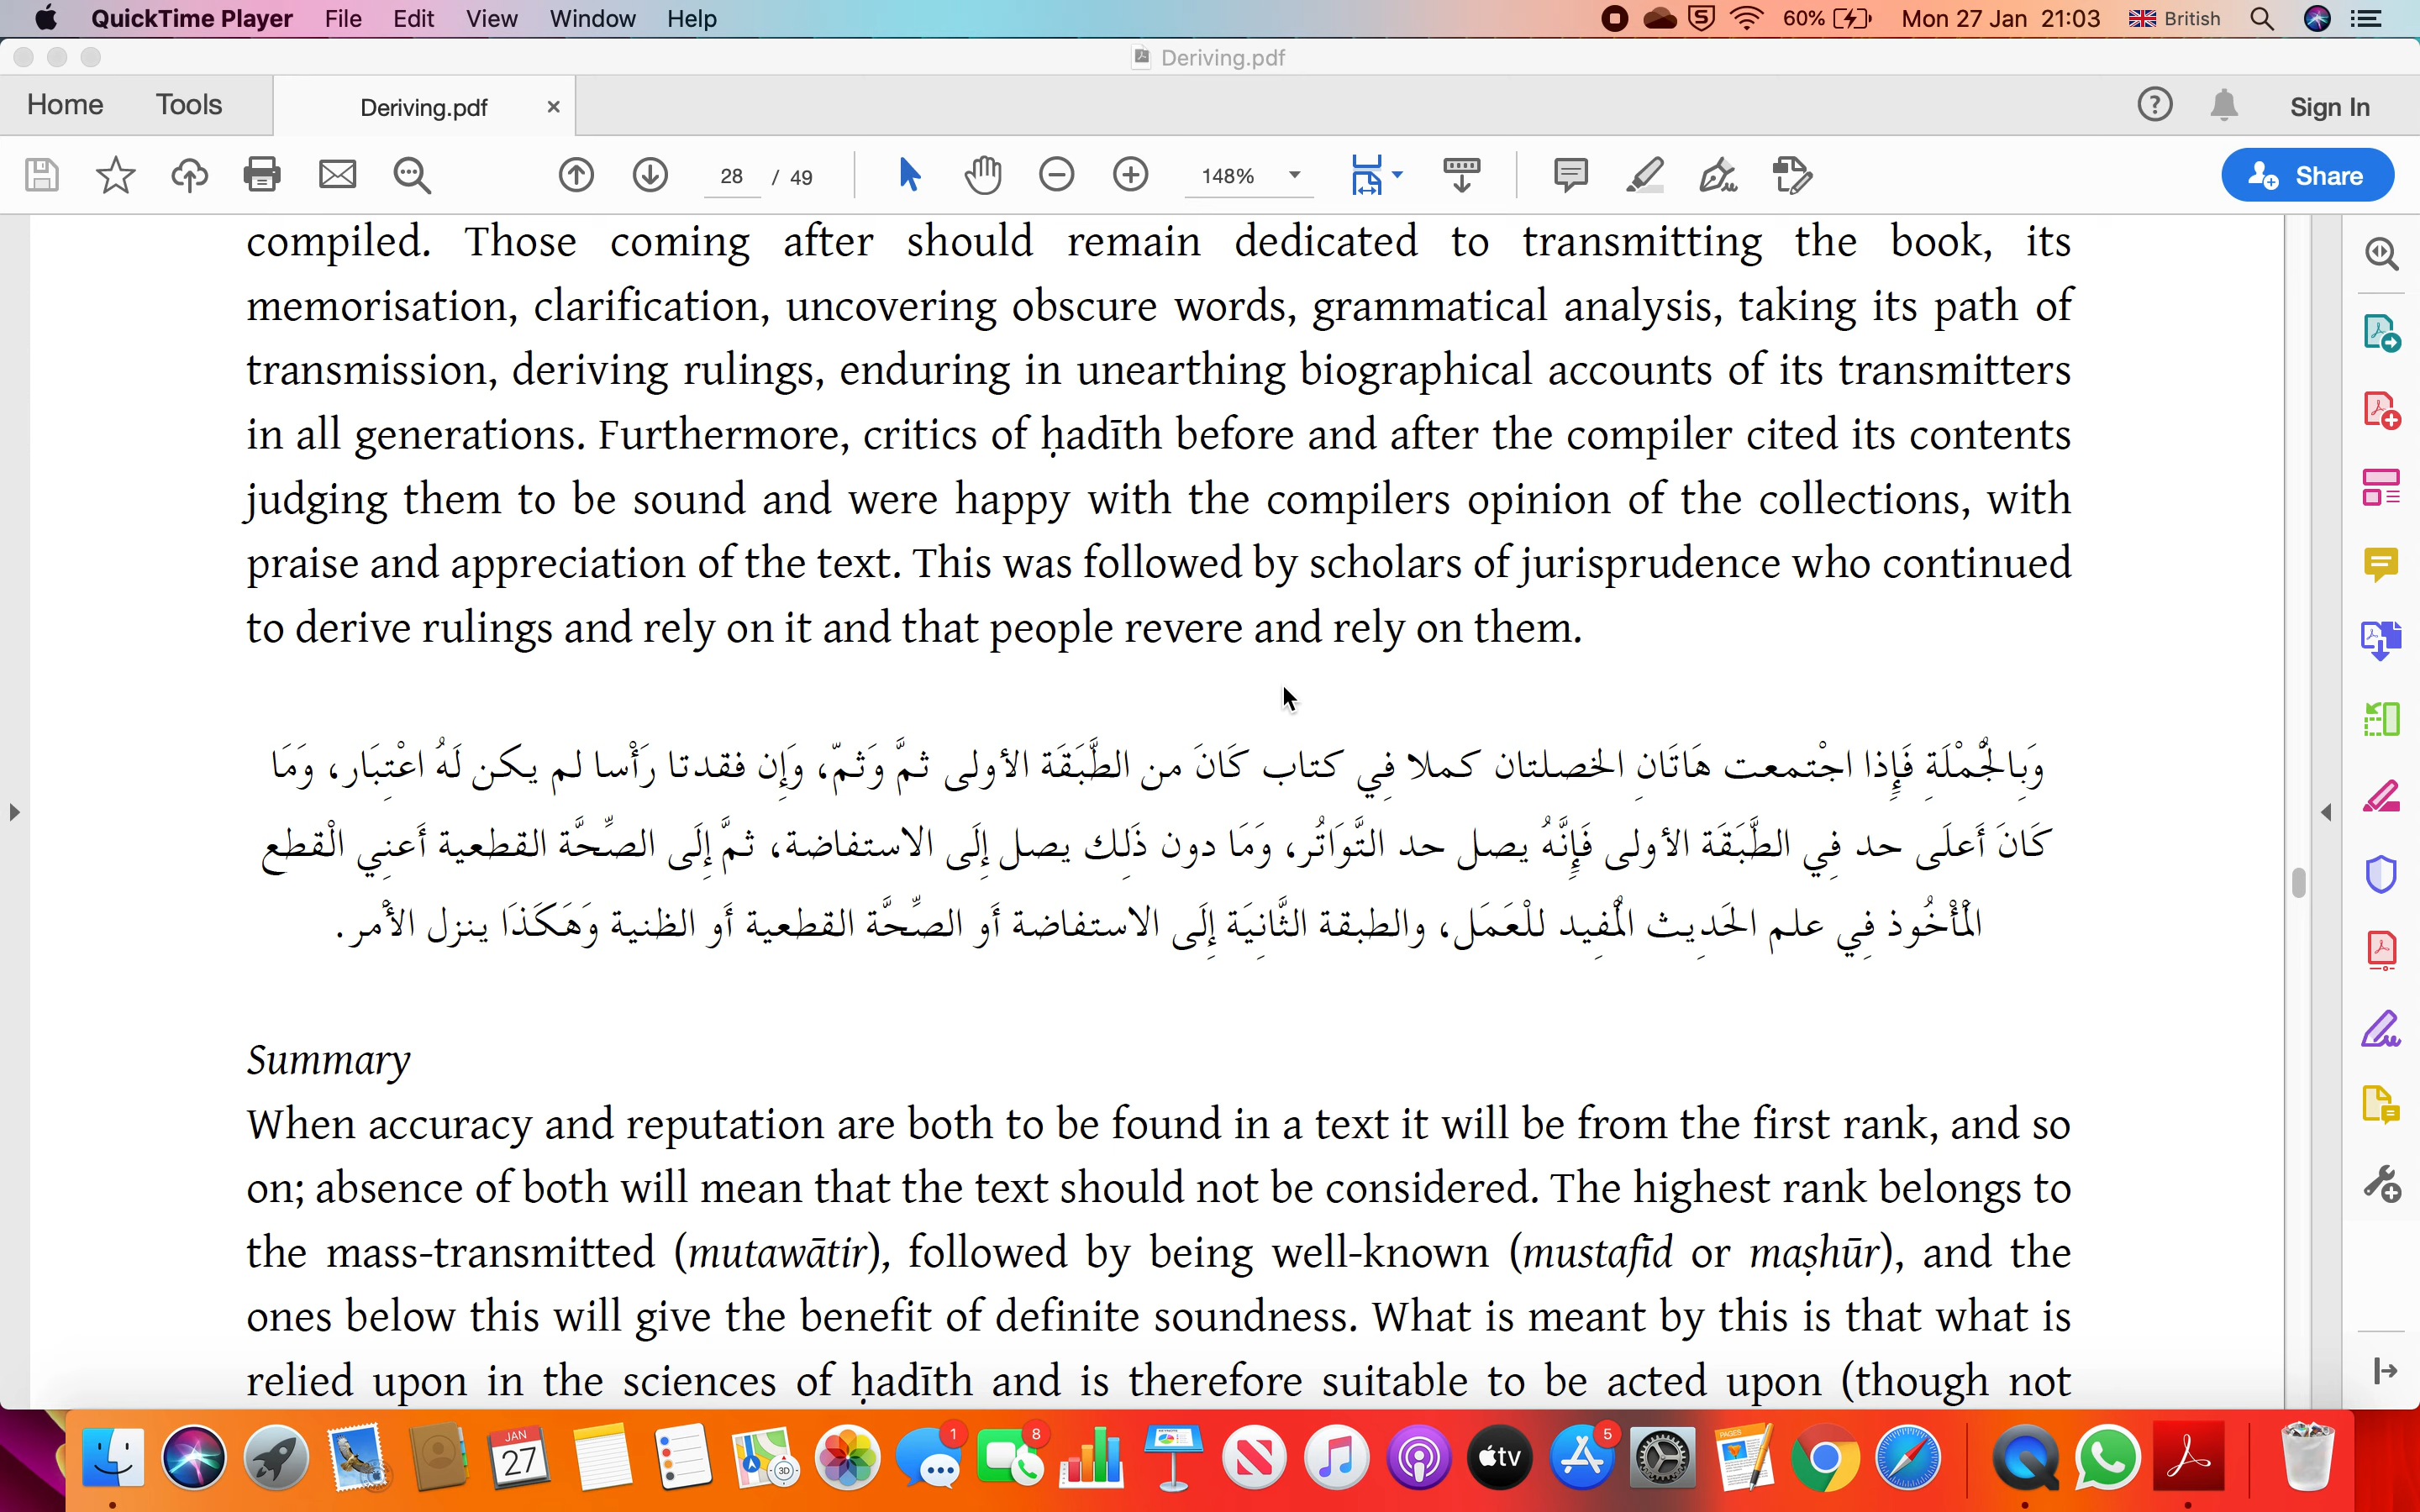 QuickTime Player File Edit View Window Help 60% Mon 27 Jan 21:03 British
Deriving.pdf
Home Tools Deriving.pdf Sign In
28 / 49 148% Share
compiled. Those coming after should remain dedicated to transmitting the book, its
memorisation, clarification, uncovering obscure words, grammatical analysis, taking its path of
transmission, deriving rulings, enduring in unearthing biographical accounts of its transmitters
in all generations. Furthermore, critics of ḥadīth before and after the compiler cited its contents
judging them to be sound and were happy with the compilers opinion of the collections, with
praise and appreciation of the text. This was followed by scholars of jurisprudence who continued
to derive rulings and rely on it and that people revere and rely on them.
وَبِالْجُمْلَةِ فَإِذا اجْتمعت هَاتَانِ الخصلتان كملا فِي كتاب كَانَ من الطَّبَقَة الأولى ثمَّ وَثمّ، وَإِن فقدتا رَأْسا لم يكن لَهُ اعْتِبَار، وَمَا
كَانَ أَعلَى حد فِي الطَّبَقَة الأولى فَإِنَّهُ يصل حد التَّوَاتُر، وَمَا دون ذَلِك يصل إِلَى الاستفاضة، ثمَّ إِلَى الصِّحَّة القطعية أَعنِي الْقطع
الْمَأْخُوذ فِي علم الحَدِيث الْمُفِيد للْعَمَل، والطبقة الثَّانِيَة إِلَى الاستفاضة أَو الصِّحَّة القطعية أَو الظنية وَهَكَذَا ينزل الأَمر.
Summary
When accuracy and reputation are both to be found in a text it will be from the first rank, and so
on; absence of both will mean that the text should not be considered. The highest rank belongs to
the mass-transmitted (mutawātir), followed by being well-known (mustafīd or maṣhūr), and the
ones below this will give the benefit of definite soundness. What is meant by this is that what is
relied upon in the sciences of ḥadīth and is therefore suitable to be acted upon (though not
JAN 27 3D 1 8 tv 5 PAGES